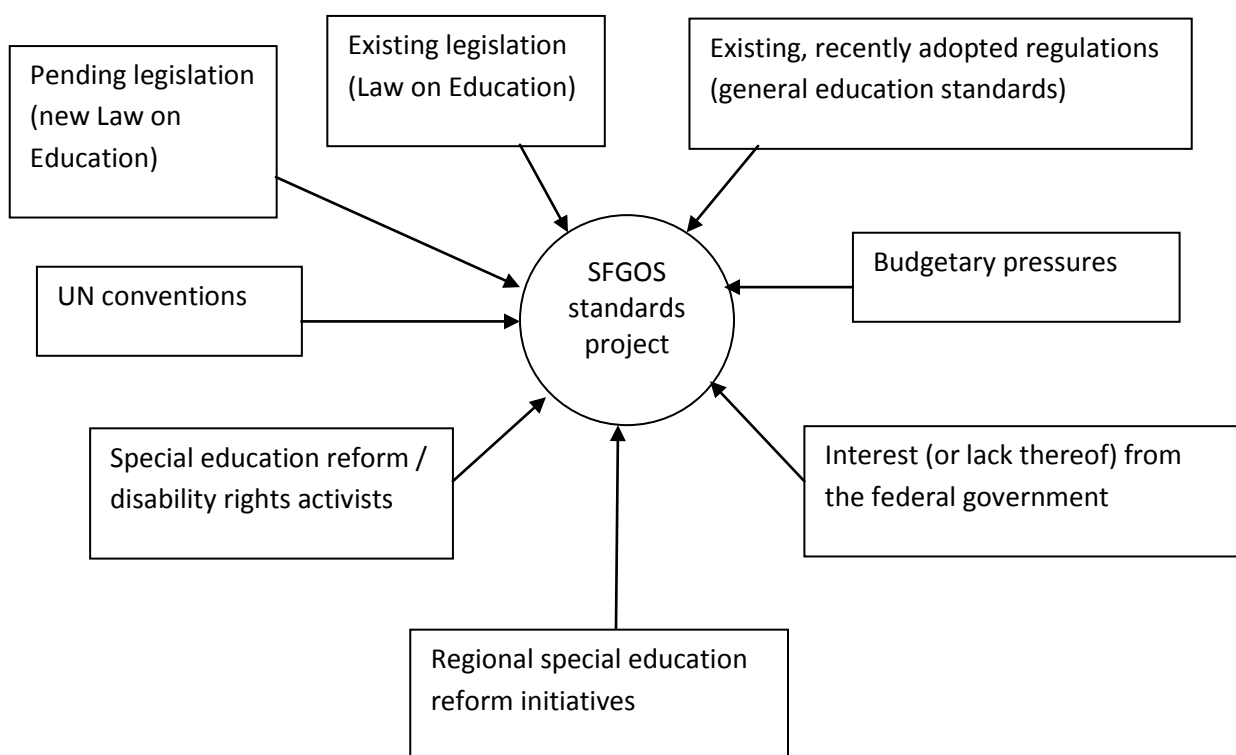 Pending legislation
(new Law on
Education)
Existing legislation
(Law on Education)
Existing, recently adopted regulations
(general education standards)
UN conventions
SFGOS
standards
project
Budgetary pressures
Special education reform /
disability rights activists
Interest (or lack thereof) from
the federal government
Regional special education
reform initiatives